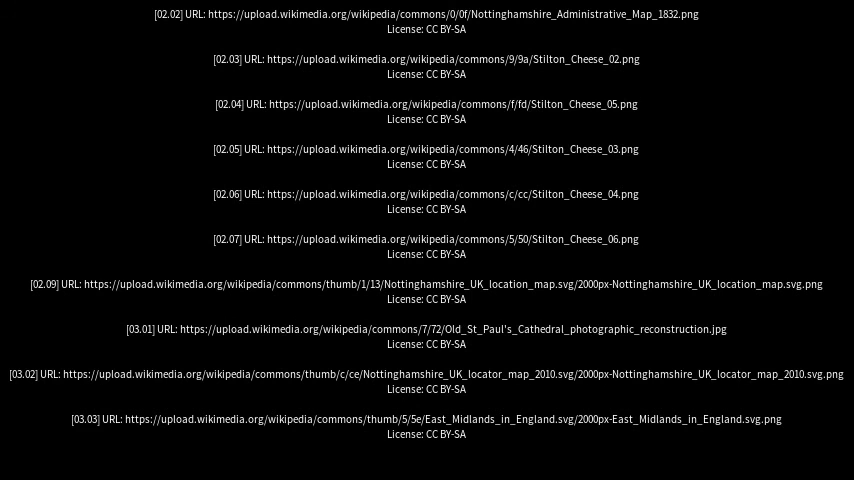 [02.02] URL: https://upload.wikimedia.org/wikipedia/commons/0/0f/Nottinghamshire_Administrative_Map_1832.png
License: CC BY-SA
[02.03] URL: https://upload.wikimedia.org/wikipedia/commons/9/9a/Stilton_Cheese_02.png
License: CC BY-SA
[02.04] URL: https://upload.wikimedia.org/wikipedia/commons/f/fd/Stilton_Cheese_05.png
License: CC BY-SA
[02.05] URL: https://upload.wikimedia.org/wikipedia/commons/4/46/Stilton_Cheese_03.png
License: CC BY-SA
[02.06] URL: https://upload.wikimedia.org/wikipedia/commons/c/cc/Stilton_Cheese_04.png
License: CC BY-SA
[02.07] URL: https://upload.wikimedia.org/wikipedia/commons/5/50/Stilton_Cheese_06.png
License: CC BY-SA
[02.09] URL: https://upload.wikimedia.org/wikipedia/commons/thumb/1/13/Nottinghamshire_UK_location_map.svg/2000px-Nottinghamshire_UK_location_map.svg.png
License: CC BY-SA
[03.01] URL: https://upload.wikimedia.org/wikipedia/commons/7/72/Old_St_Paul's_Cathedral_photographic_reconstruction.jpg
License: CC BY-SA
[03.02] URL: https://upload.wikimedia.org/wikipedia/commons/thumb/c/ce/Nottinghamshire_UK_locator_map_2010.svg/2000px-Nottinghamshire_UK_locator_map_2010.svg.png
License: CC BY-SA
[03.03] URL: https://upload.wikimedia.org/wikipedia/commons/thumb/5/5e/East_Midlands_in_England.svg/2000px-East_Midlands_in_England.svg.png
License: CC BY-SA